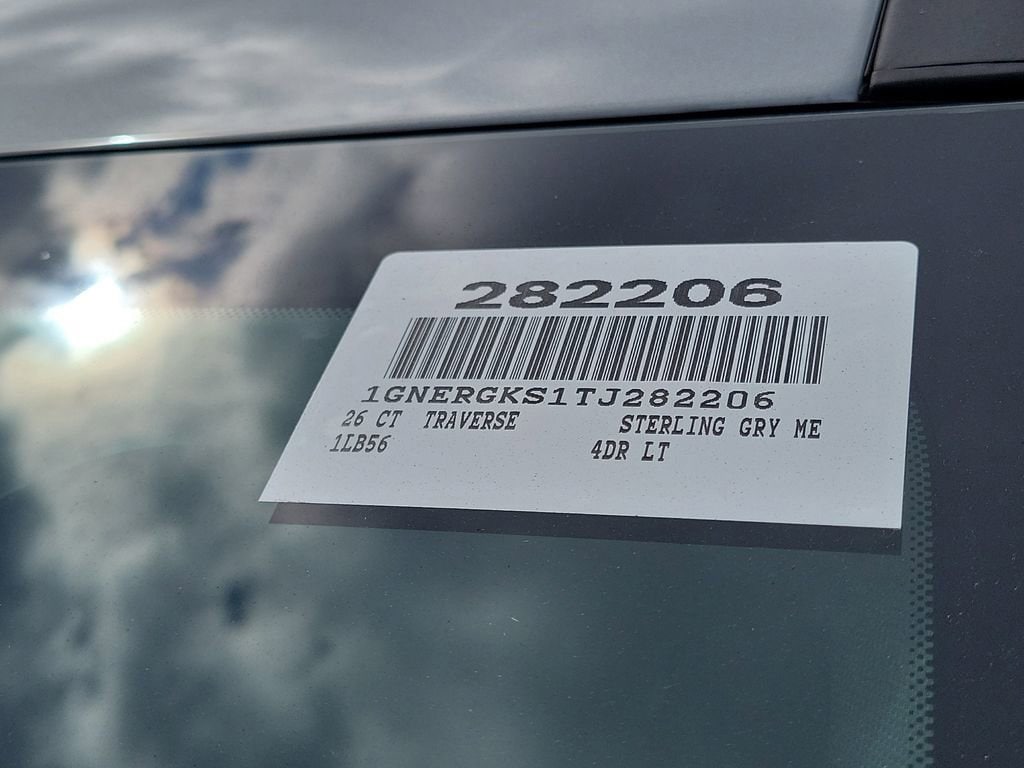 282206
1GNERGKS1TJ282206
26 CT TRAVERSE STERLING GRY ME
1LB56 4DR LT